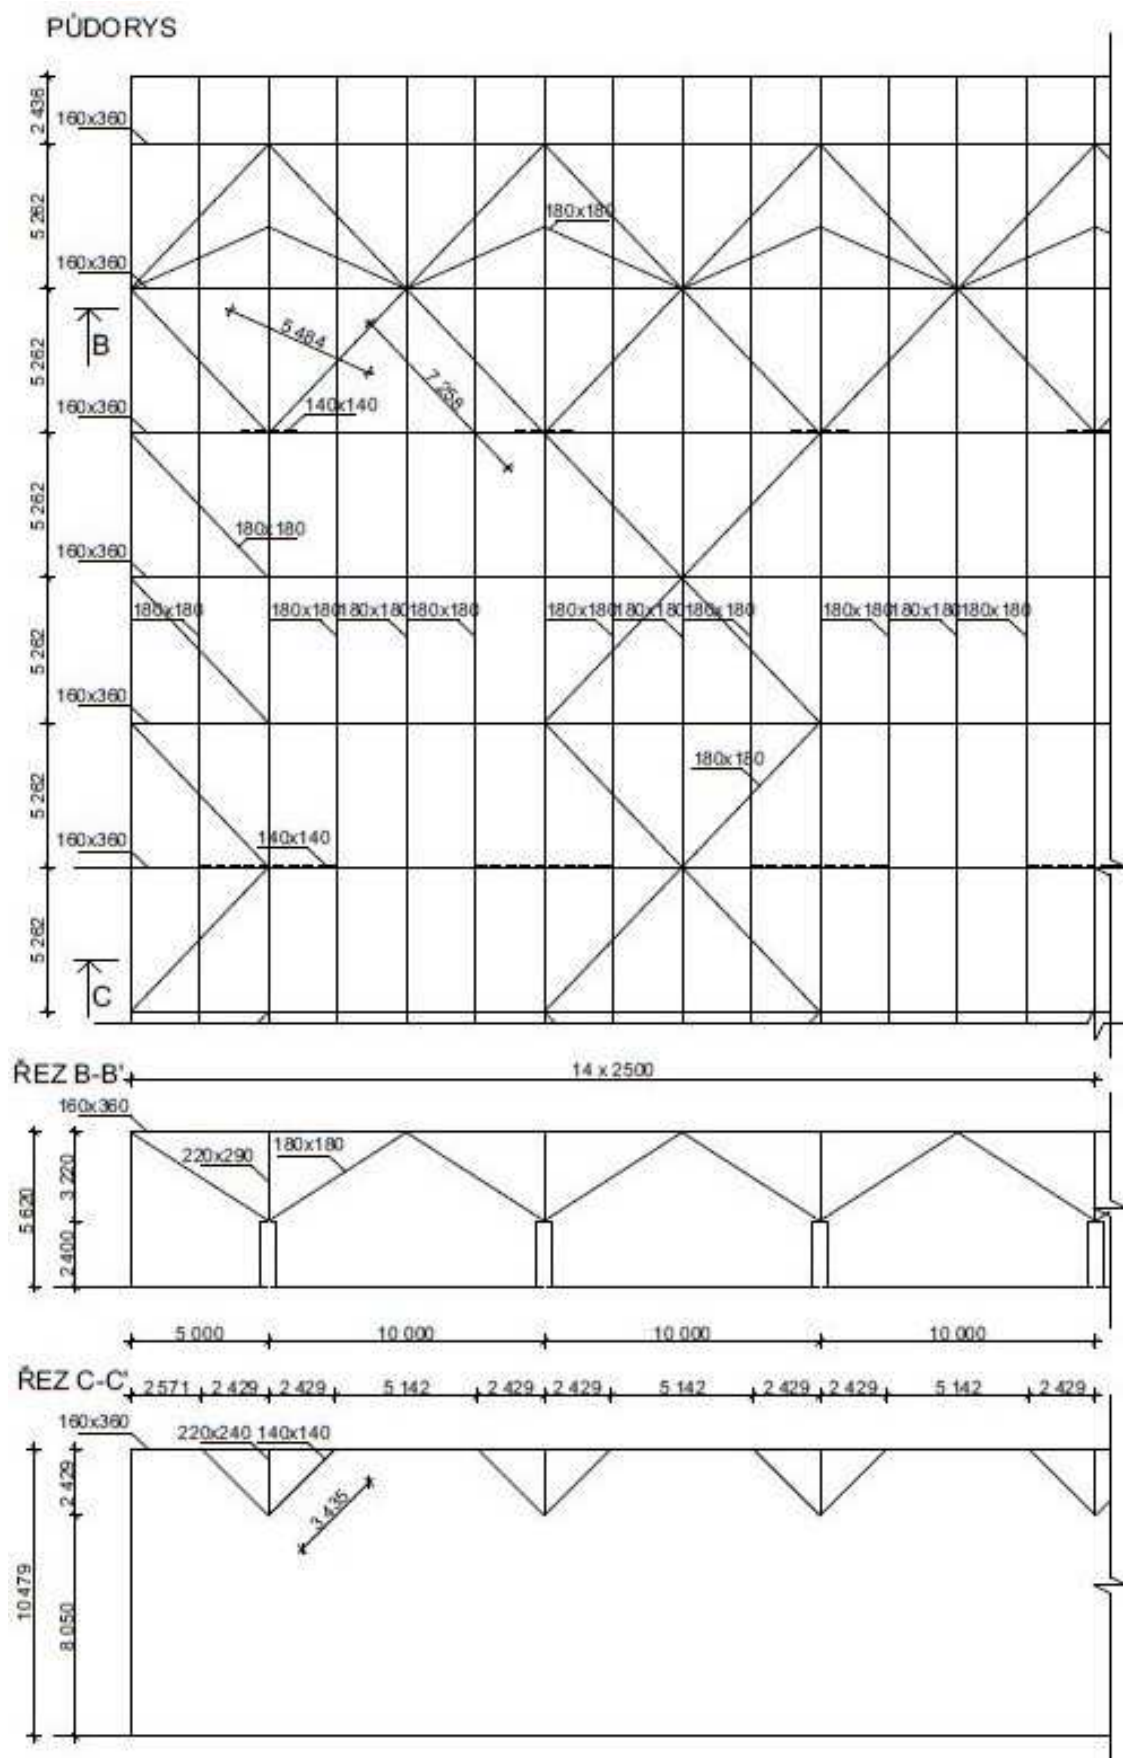 PŮDORYS
2 436
160x360
5 262
180x180
160x360
B
5 484
7 258
5 262
160x360
140x140
5 262
180x180
160x360
180x180 180x180 180x180 180x180 180x180 180x180 180x180 180x180 180x180 180x180
5 262
160x360
180x180
5 262
160x360
140x140
5 262
C
ŘEZ B-B'
14 x 2500
160x360
220x290
180x180
3 220
5 620
2 400
5 000 10 000 10 000 10 000
ŘEZ C-C'
2 571 2 429 2 429 5 142 2 429 2 429 5 142 2 429 2 429 5 142 2 429
160x360
220x240 140x140
2 429
3 435
10 479
8 050